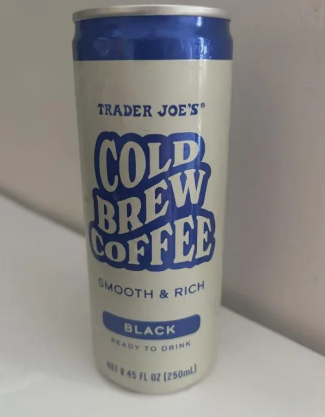 TRADER JOE'S®
COLD
BREW
COFFEE
SMOOTH & RICH
BLACK
READY TO DRINK
NET 8.45 FL OZ (250mL)